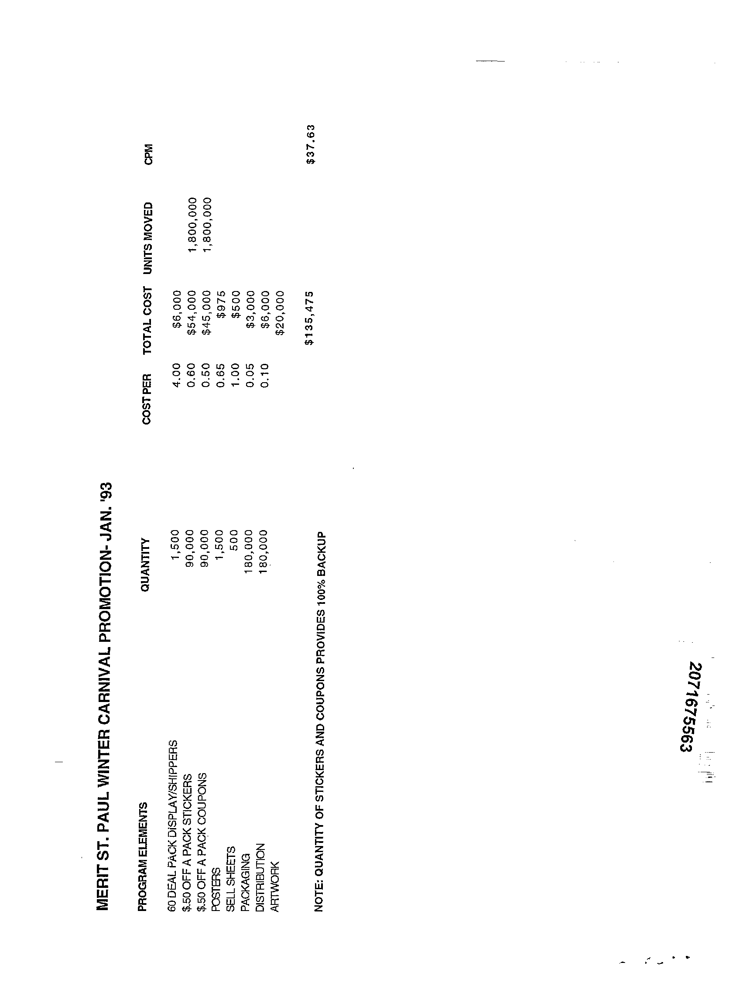 MERIT ST. PAUL WINTER CARNIVAL PROMOTION- JAN. '93
PROGRAM ELEMENTS QUANTITY COST PER TOTAL COST UNITS MOVED CPM
60 DEAL PACK DISPLAY/SHIPPERS 1,500 4.00 $6,000
$.50 OFF A PACK STICKERS 90,000 0.60 $54,000 1,800,000
$.50 OFF A PACK COUPONS 90,000 0.50 $45,000 1,800,000
POSTERS 1,500 0.65 $975
SELL SHEETS 500 1.00 $500
PACKAGING 180,000 0.05 $3,000
DISTRIBUTION 180,000 0.10 $6,000
ARTWORK $20,000
$135,475 $37.63
NOTE: QUANTITY OF STICKERS AND COUPONS PROVIDES 100% BACKUP
2071675563